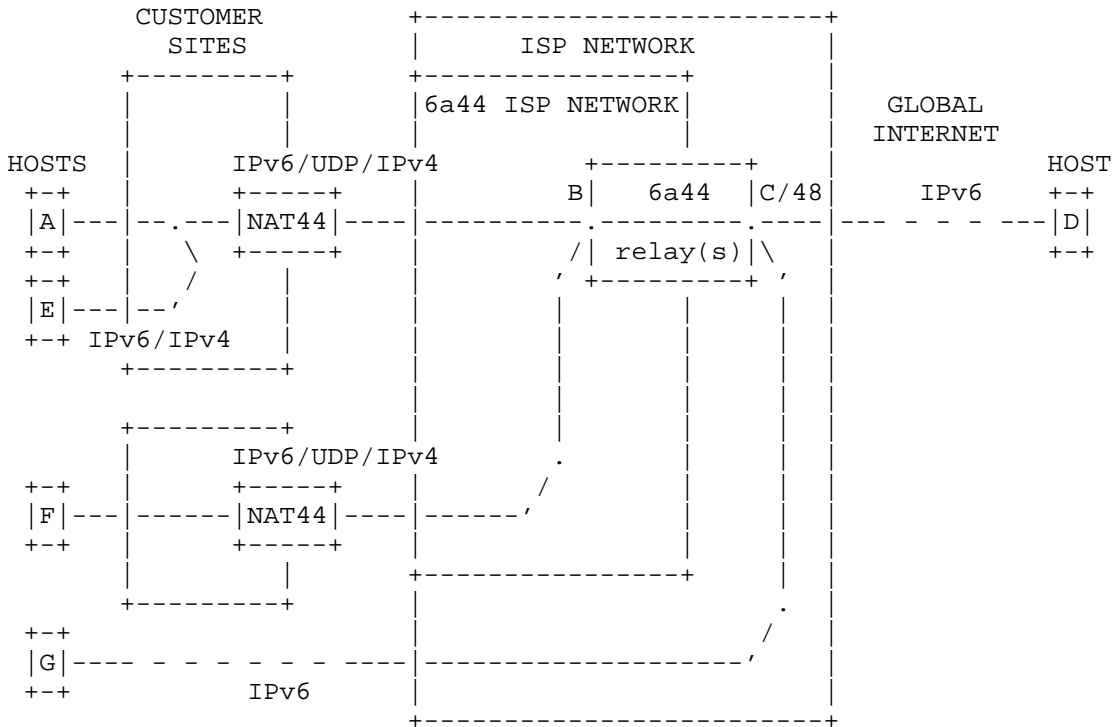 CUSTOMER
SITES ISP NETWORK
6a44 ISP NETWORK GLOBAL
INTERNET
HOSTS IPv6/UDP/IPv4 HOST
B 6a44 C/48 IPv6
A NAT44 D
relay(s)
E
IPv6/IPv4
IPv6/UDP/IPv4
F NAT44
G
IPv6